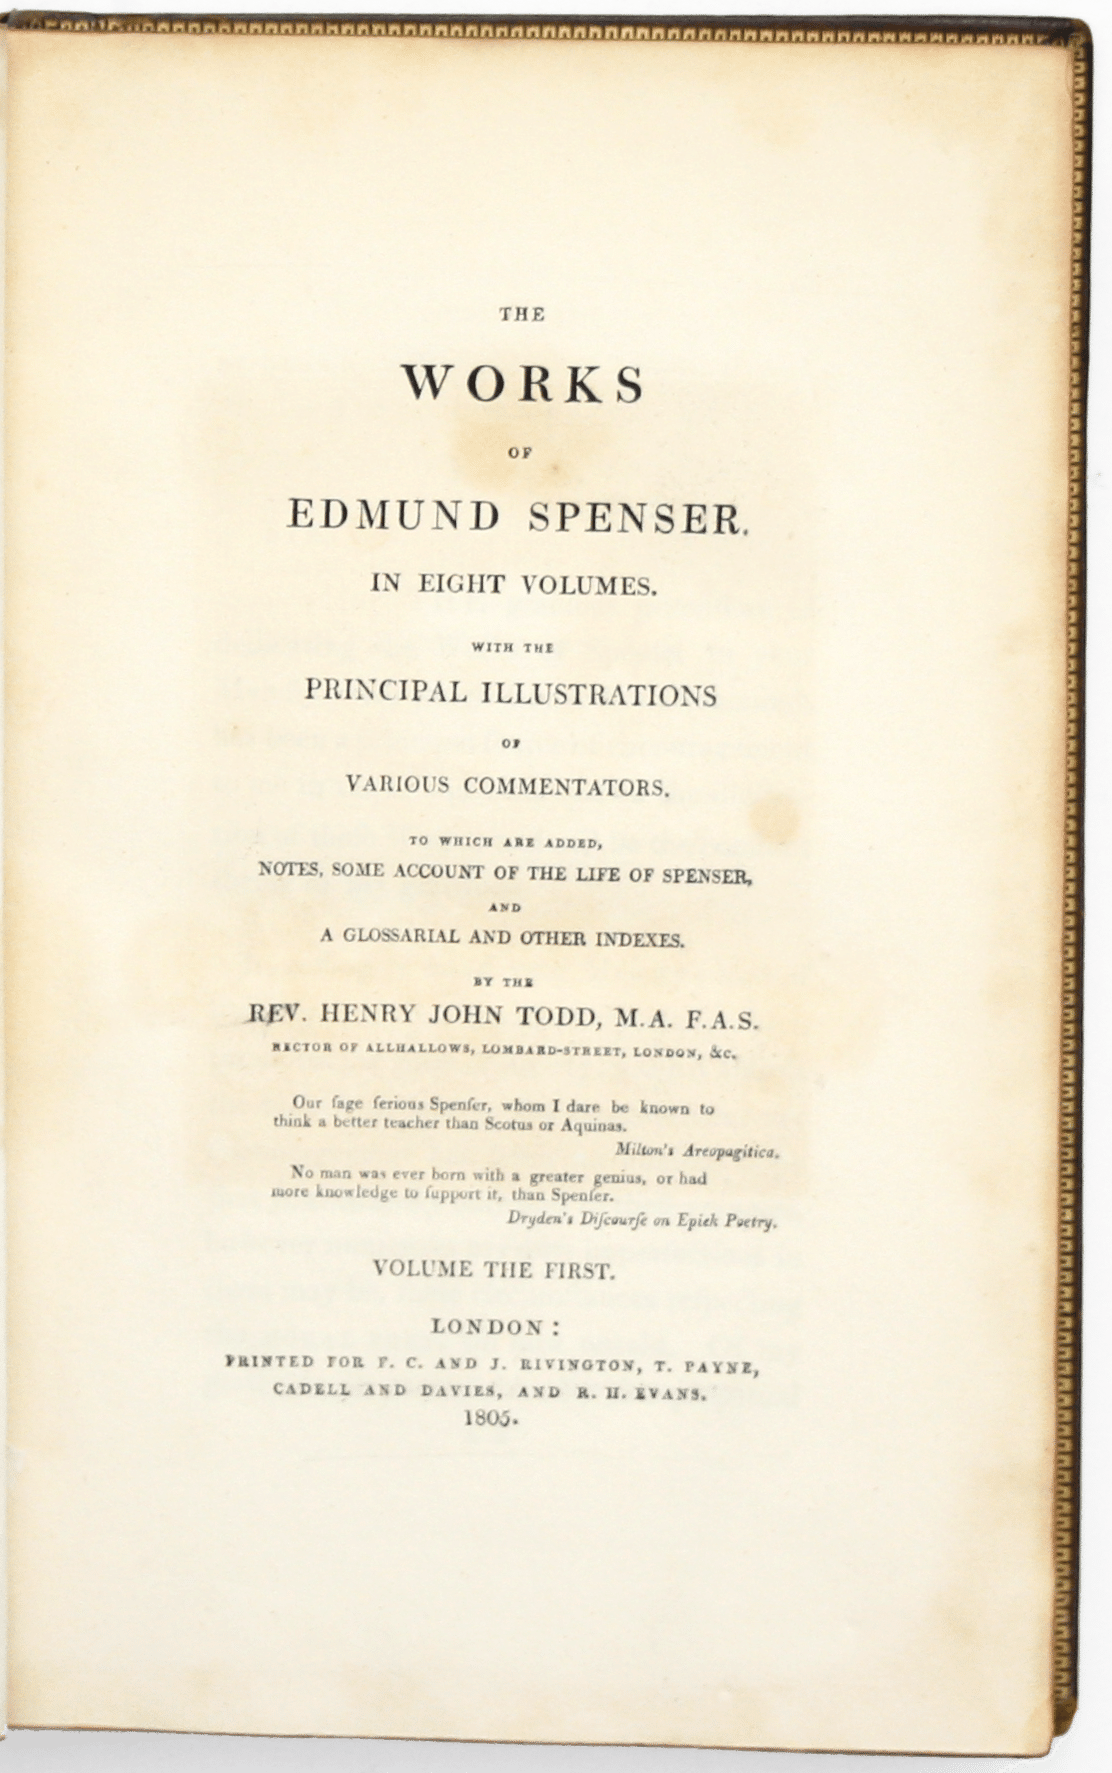 THE
WORKS
OF
EDMUND SPENSER.
IN EIGHT VOLUMES.
WITH THE
PRINCIPAL ILLUSTRATIONS
OF
VARIOUS COMMENTATORS.
TO WHICH ARE ADDED,
NOTES, SOME ACCOUNT OF THE LIFE OF SPENSER,
AND
A GLOSSARIAL AND OTHER INDEXES.
BY THE
REV. HENRY JOHN TODD, M.A. F.A.S.
RECTOR OF ALLHALLOWS, LOMBARD-STREET, LONDON, &c.
Our ſage ſerious Spenſer, whom I dare be known to
think a better teacher than Scotus or Aquinas.
Milton's Areopagitica.
No man was ever born with a greater genius, or had
more knowledge to ſupport it, than Spenſer.
Dryden's Diſcourſe on Epick Poetry.
VOLUME THE FIRST.
LONDON:
PRINTED FOR F. C. AND J. RIVINGTON, T. PAYNE,
CADELL AND DAVIES, AND R. H. EVANS.
1805.